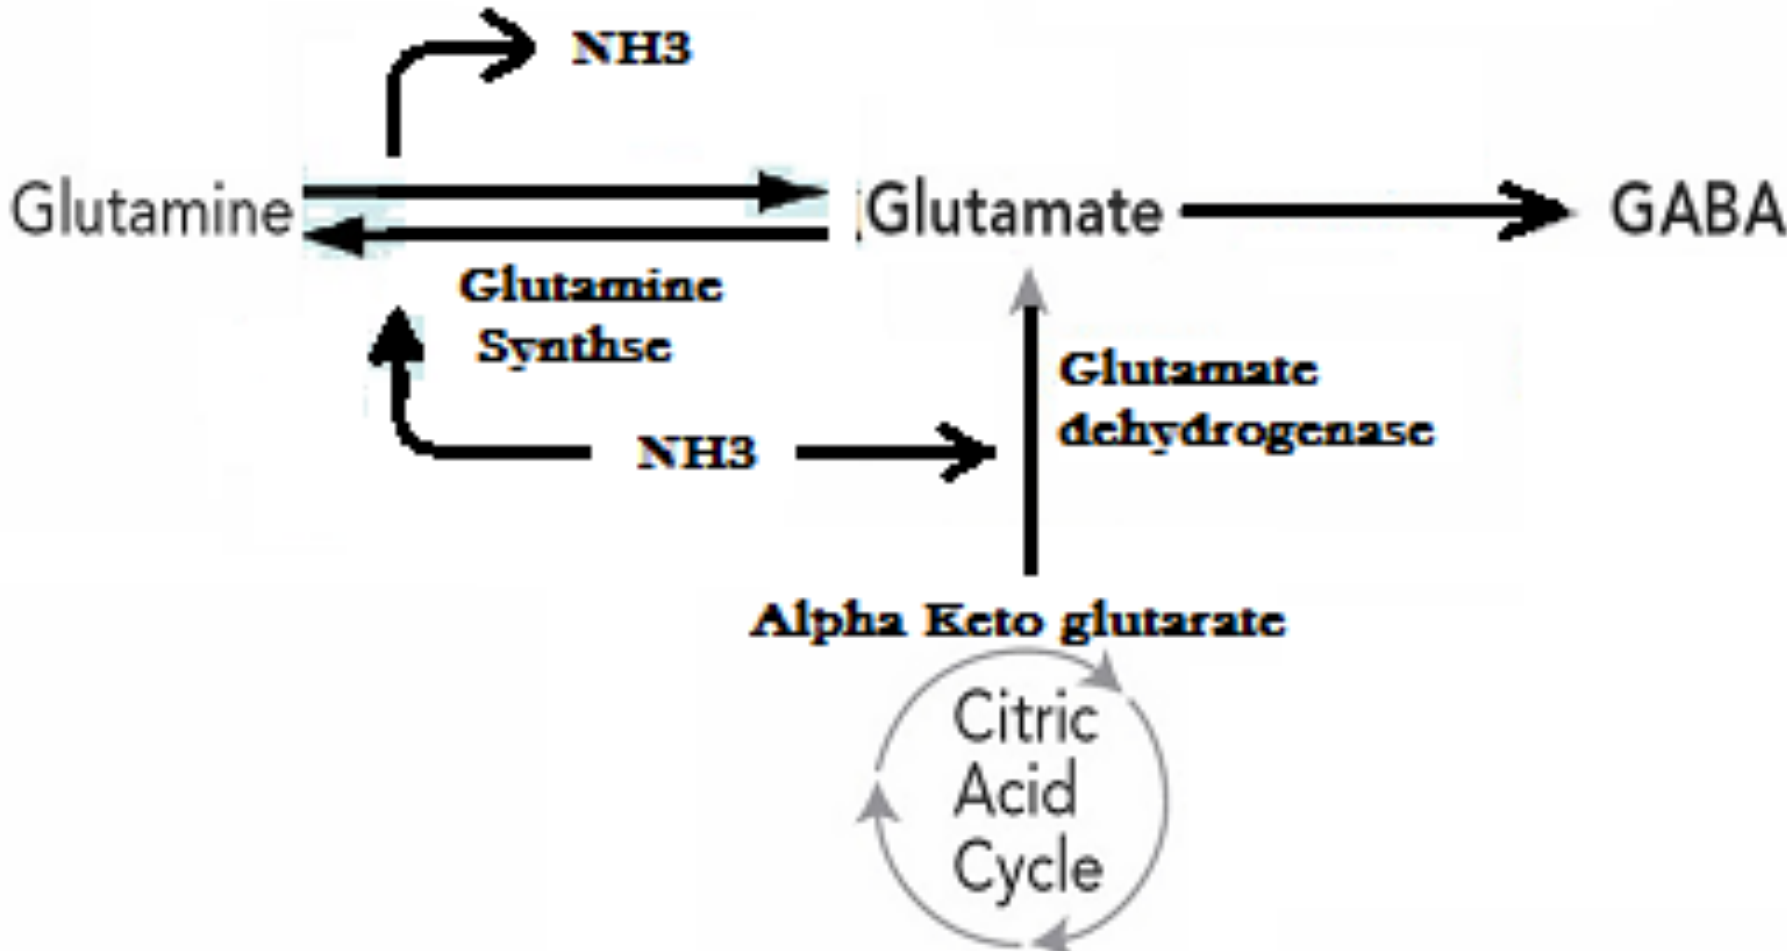 NH3
Glutamine
Glutamate
GABA
Glutamine
Synthse
Glutamate
dehydrogenase
NH3
Alpha Keto glutarate
Citric
Acid
Cycle